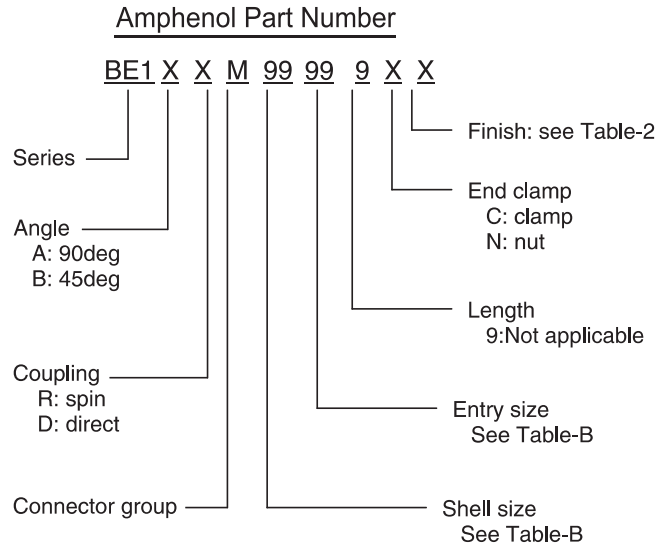 Amphenol Part Number
BE1 X X M 99 99 9 X X
Finish: see Table-2
Series
End clamp
C: clamp
N: nut
Angle
A: 90deg
B: 45deg
Length
9:Not applicable
Coupling
R: spin
D: direct
Entry size
See Table-B
Connector group
Shell size
See Table-B